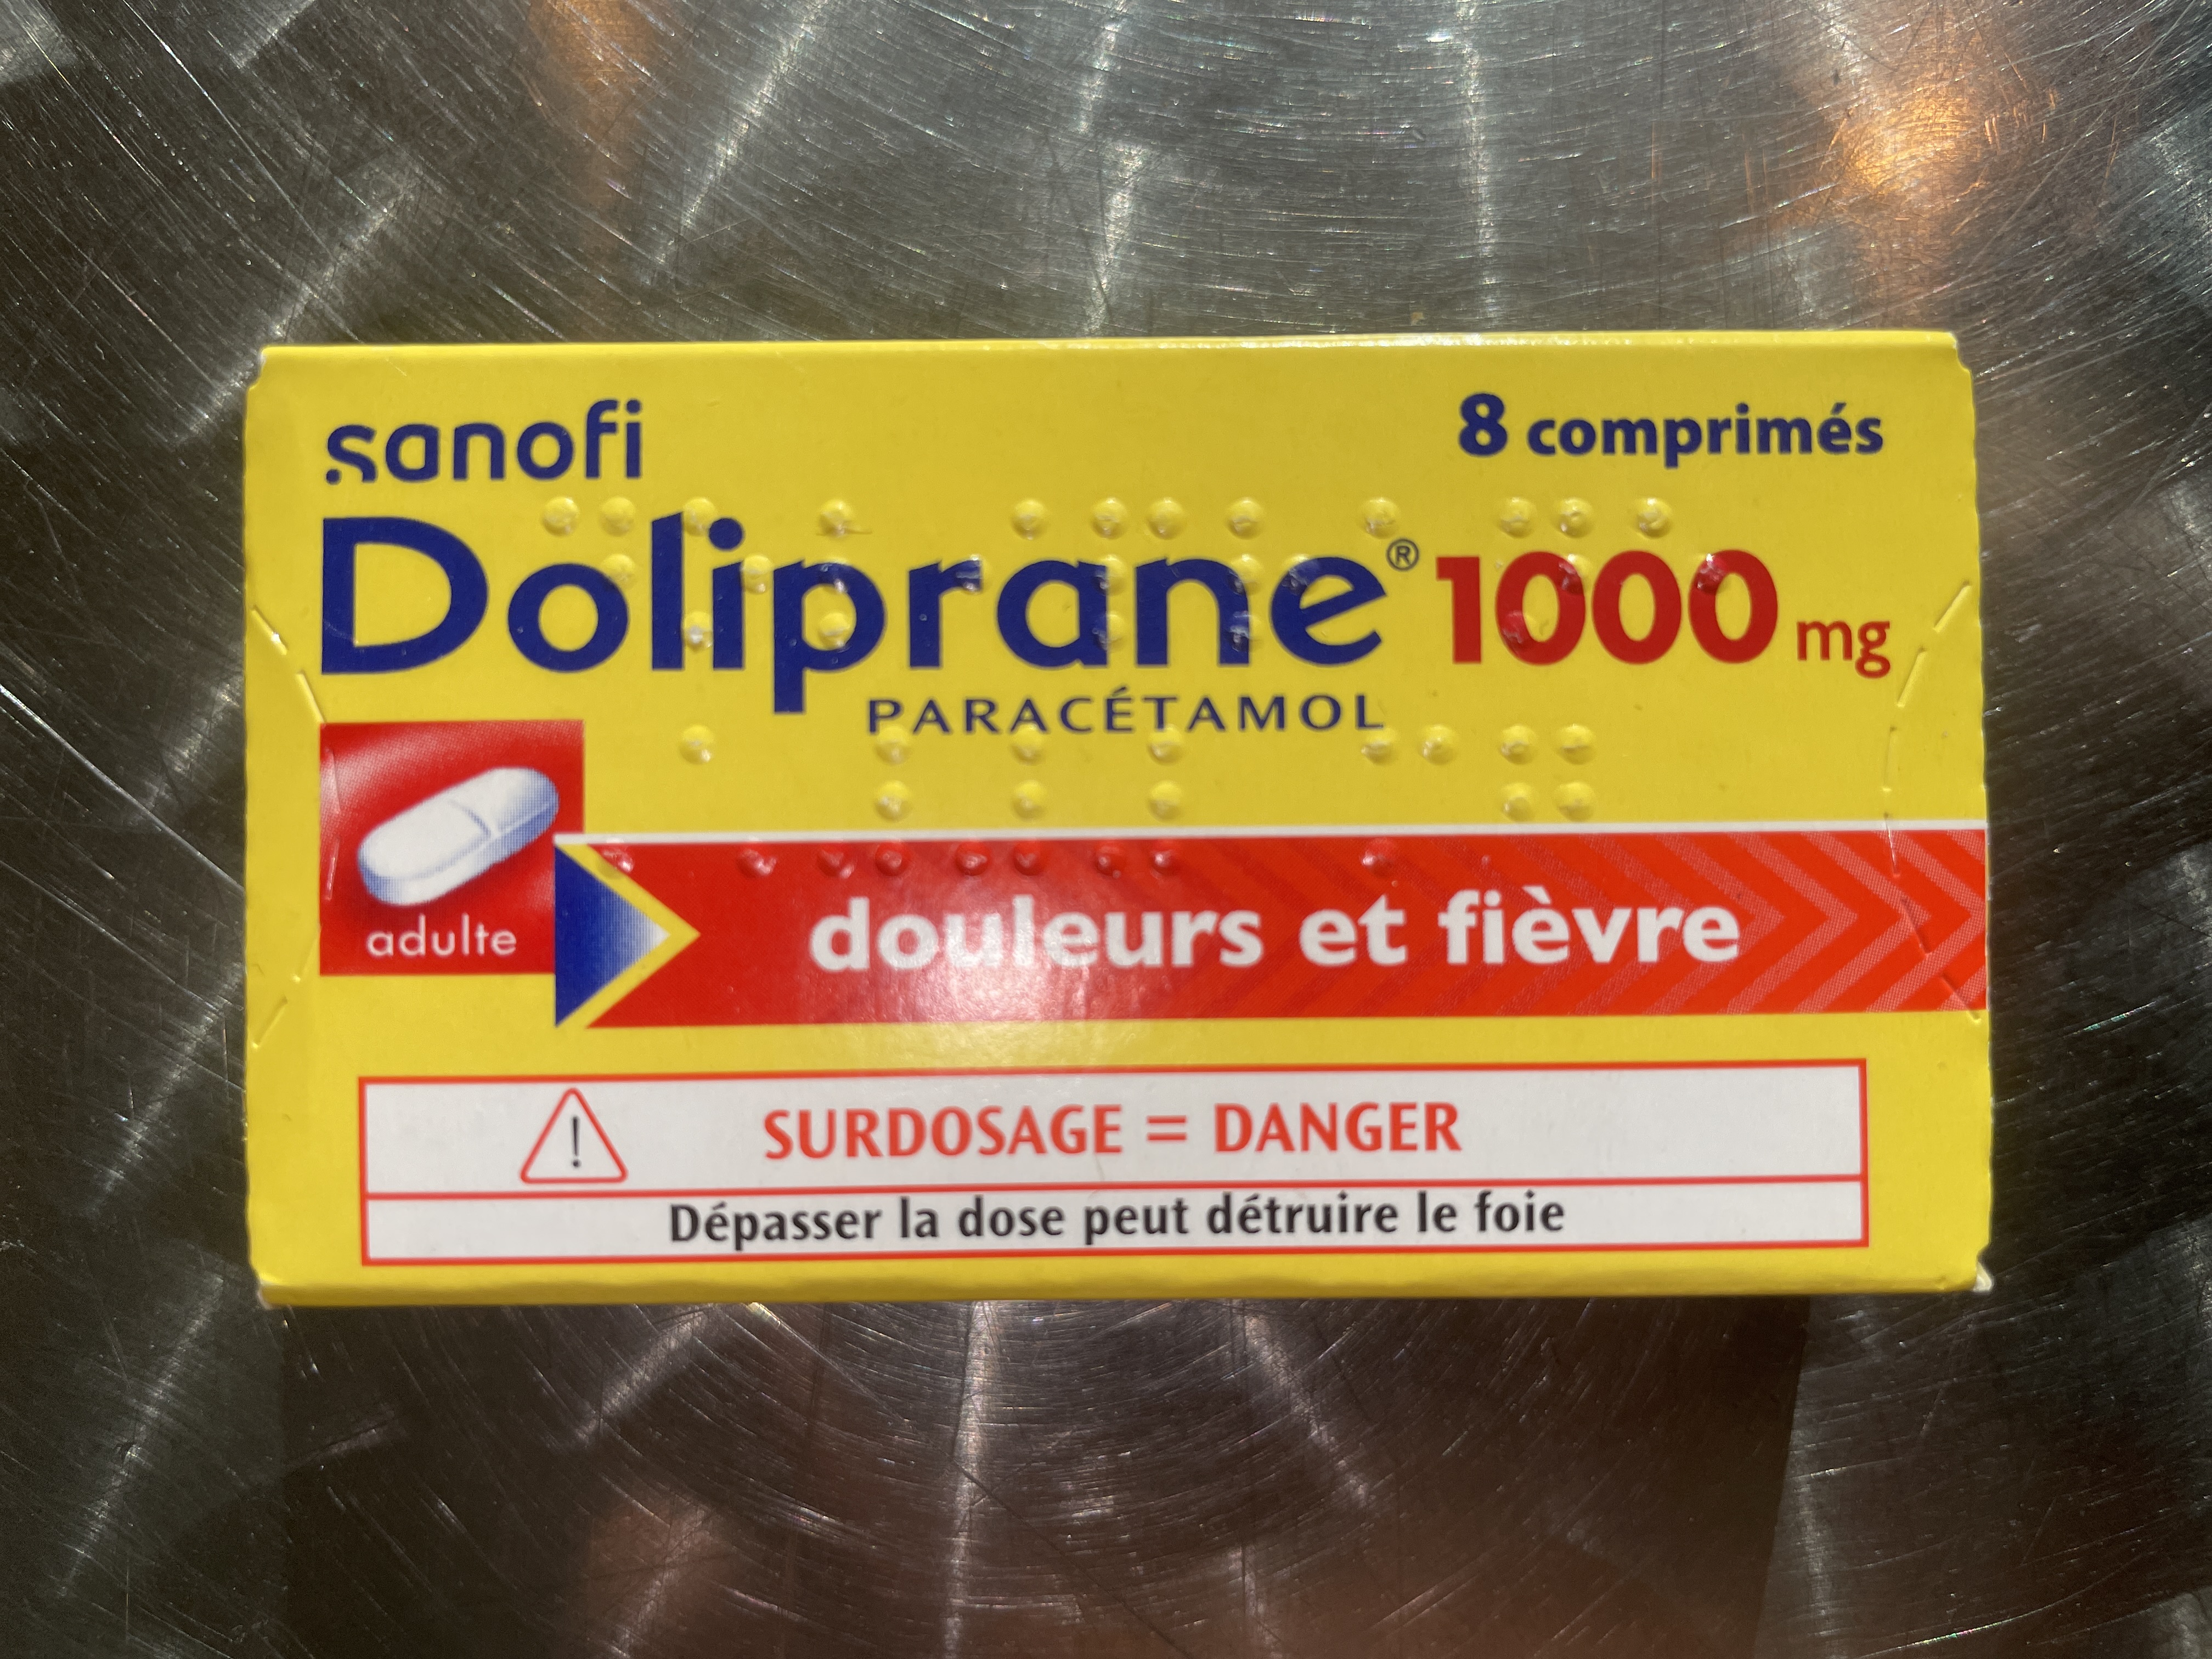 sanofi
8 comprimés
Doliprane® 1000 mg
PARACÉTAMOL
adulte
douleurs et fièvre
! SURDOSAGE = DANGER
Dépasser la dose peut détruire le foie